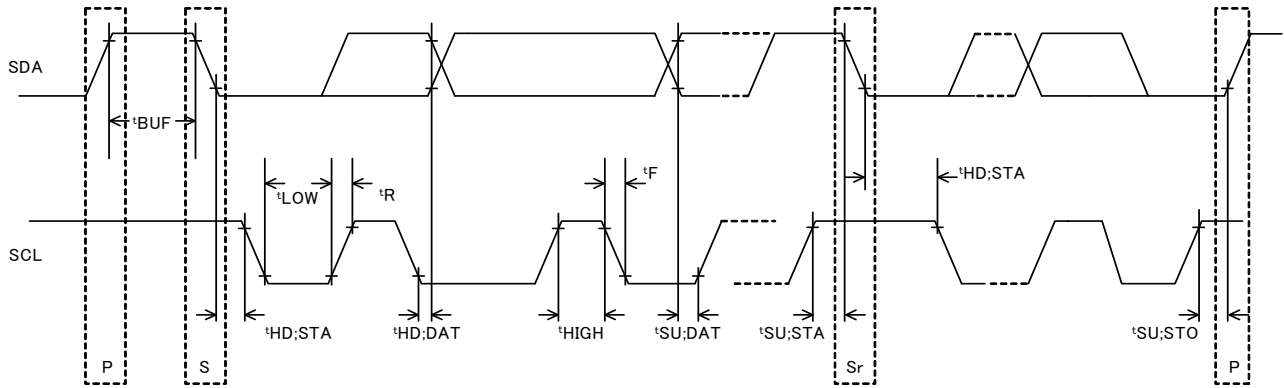 SDA
tBUF
tLOW
tR
tF
tHD;STA
SCL
tHD;STA
tHD;DAT
tHIGH
tSU;DAT
tSU;STA
tSU;STO
P
S
Sr
P